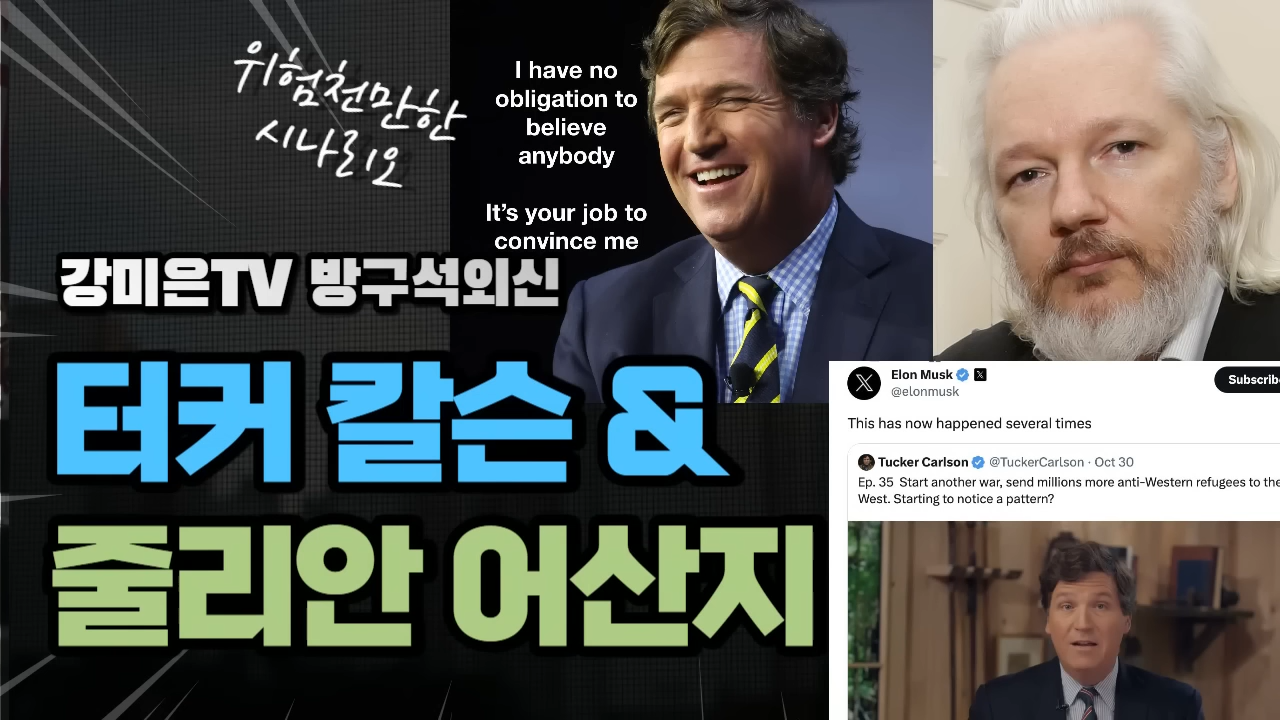 위험천만한
시나리오
I have no
obligation to
believe
anybody
It's your job to
convince me
강미은TV 방구석외신
터커 칼슨 &
줄리안 어산지
Elon Musk
@elonmusk
Subscribe
This has now happened several times
Tucker Carlson @TuckerCarlson · Oct 30
Ep. 35 Start another war, send millions more anti-Western refugees to the
West. Starting to notice a pattern?